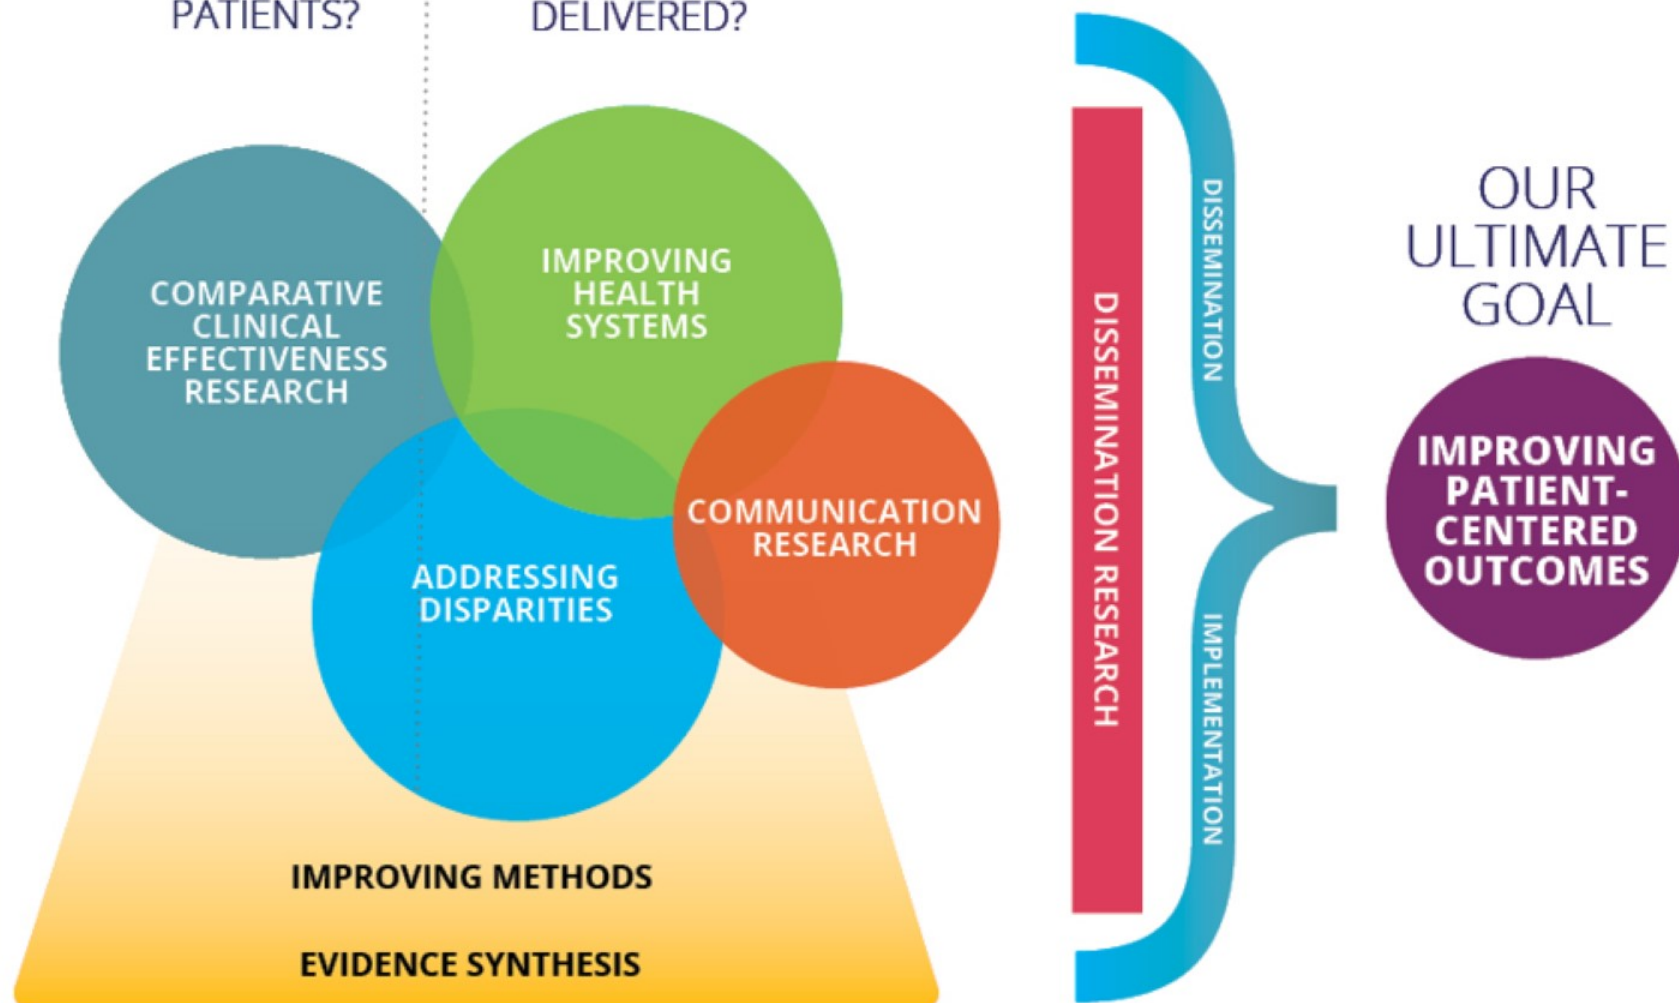 PATIENTS?
DELIVERED?
COMPARATIVE
CLINICAL
EFFECTIVENESS
RESEARCH
IMPROVING
HEALTH
SYSTEMS
ADDRESSING
DISPARITIES
COMMUNICATION
RESEARCH
IMPROVING METHODS
EVIDENCE SYNTHESIS
DISSEMINATION RESEARCH
DISSEMINATION
IMPLEMENTATION
OUR
ULTIMATE
GOAL
IMPROVING
PATIENT-
CENTERED
OUTCOMES